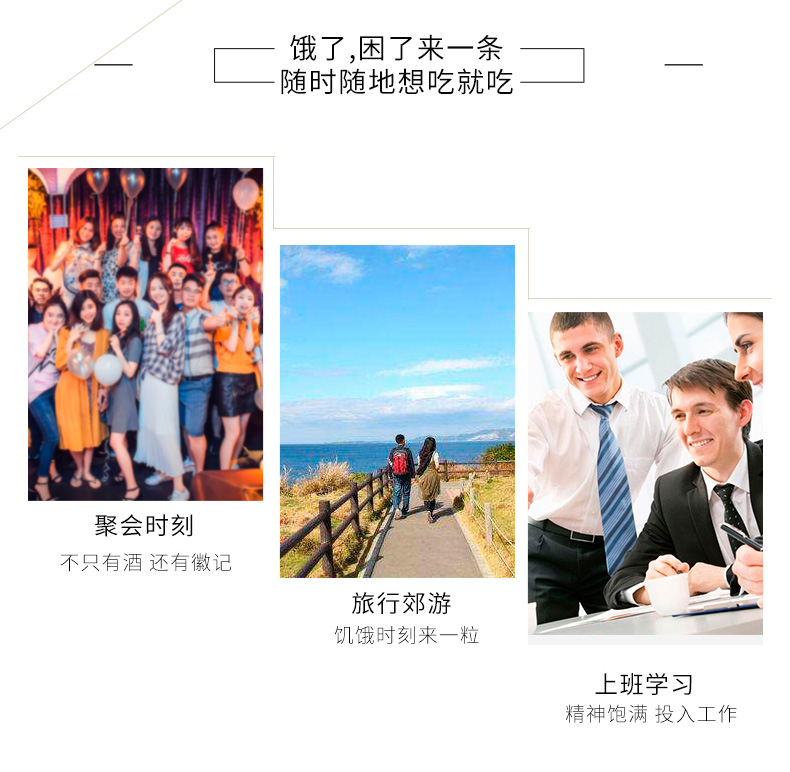 饿了,困了来一条
随时随地想吃就吃
聚会时刻
不只有酒 还有徽记
旅行郊游
饥饿时刻来一粒
上班学习
精神饱满 投入工作